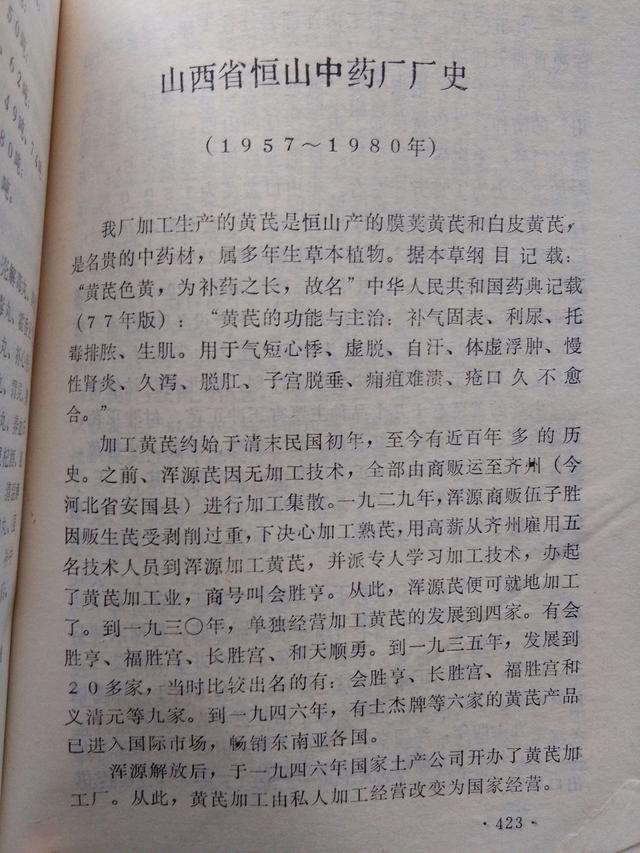 山西省恒山中药厂厂史
(1957～1980年)
我厂加工生产的黄芪是恒山产的膜荚黄芪和白皮黄芪，
是名贵的中药材，属多年生草本植物。据本草纲目记载：
“黄芪色黄，为补药之长，故名”中华人民共和国药典记载
(77年版)：“黄芪的功能与主治：补气固表、利尿、托
毒排脓、生肌。用于气短心悸、虚脱、自汗、体虚浮肿、慢
性肾炎、久泻、脱肛、子宫脱垂、痈疽难溃、疮口久不愈
合。”
加工黄芪约始于清末民国初年，至今有近百年多的历
史。之前、浑源芪因无加工技术，全部由商贩运至齐州(今
河北省安国县)进行加工集散。一九二九年，浑源商贩伍子胜
因贩生芪受剥削过重，下决心加工熟芪，用高薪从齐州雇用五
名技术人员到浑源加工黄芪，并派专人学习加工技术，办起
了黄芪加工业，商号叫会胜亨。从此，浑源芪便可就地加工
了。到一九三〇年，单独经营加工黄芪的发展到四家。有会
胜亨、福胜宫、长胜宫、和天顺勇。到一九三五年，发展到
20多家，当时比较出名的有：会胜亨、长胜宫、福胜宫和
义清元等九家。到一九四六年，有士杰牌等六家的黄芪产品
已进入国际市场，畅销东南亚各国。
浑源解放后，于一九四六年国家土产公司开办了黄芪加
工厂。从此，黄芪加工由私人加工经营改变为国家经营。
·423·